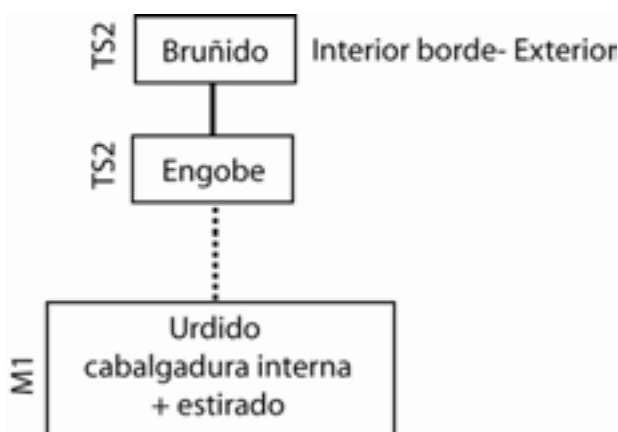 TS2 Bruñido Interior borde- Exterior
TS2 Engobe
M1 Urdido
cabalgadura interna
+ estirado